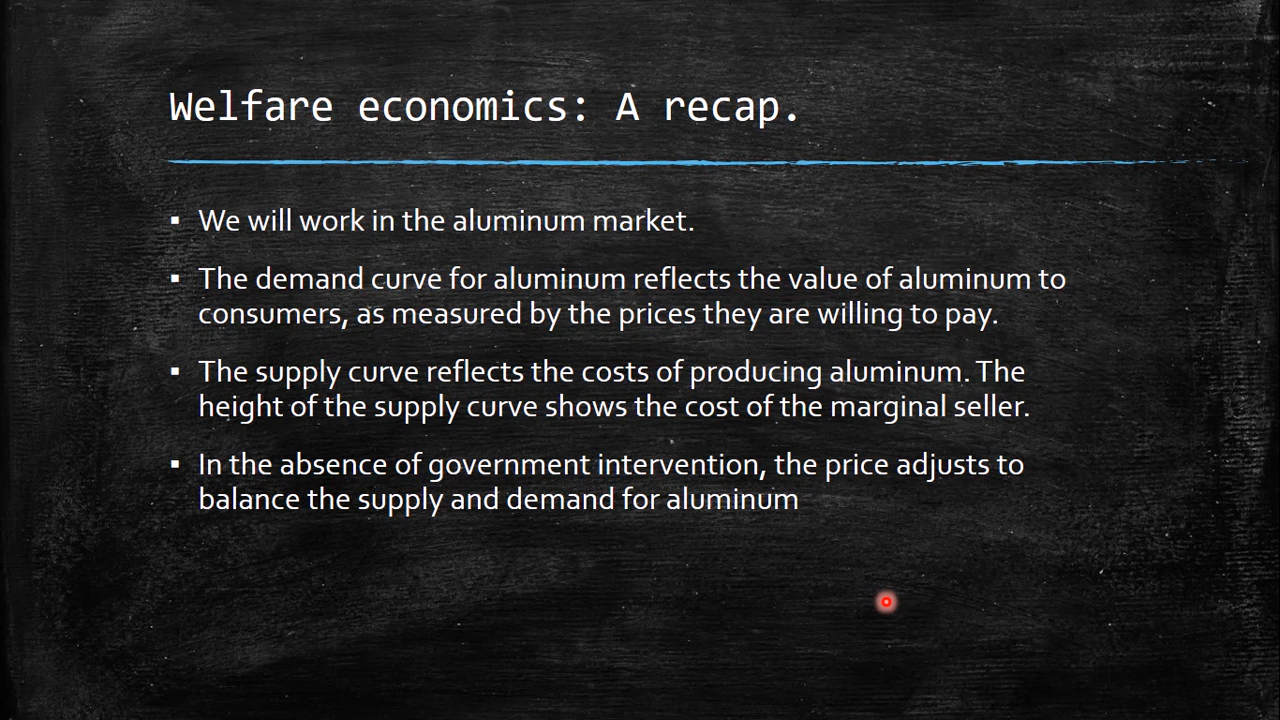 Welfare economics: A recap.
▪ We will work in the aluminum market.
▪ The demand curve for aluminum reflects the value of aluminum to
consumers, as measured by the prices they are willing to pay.
▪ The supply curve reflects the costs of producing aluminum. The
height of the supply curve shows the cost of the marginal seller.
▪ In the absence of government intervention, the price adjusts to
balance the supply and demand for aluminum